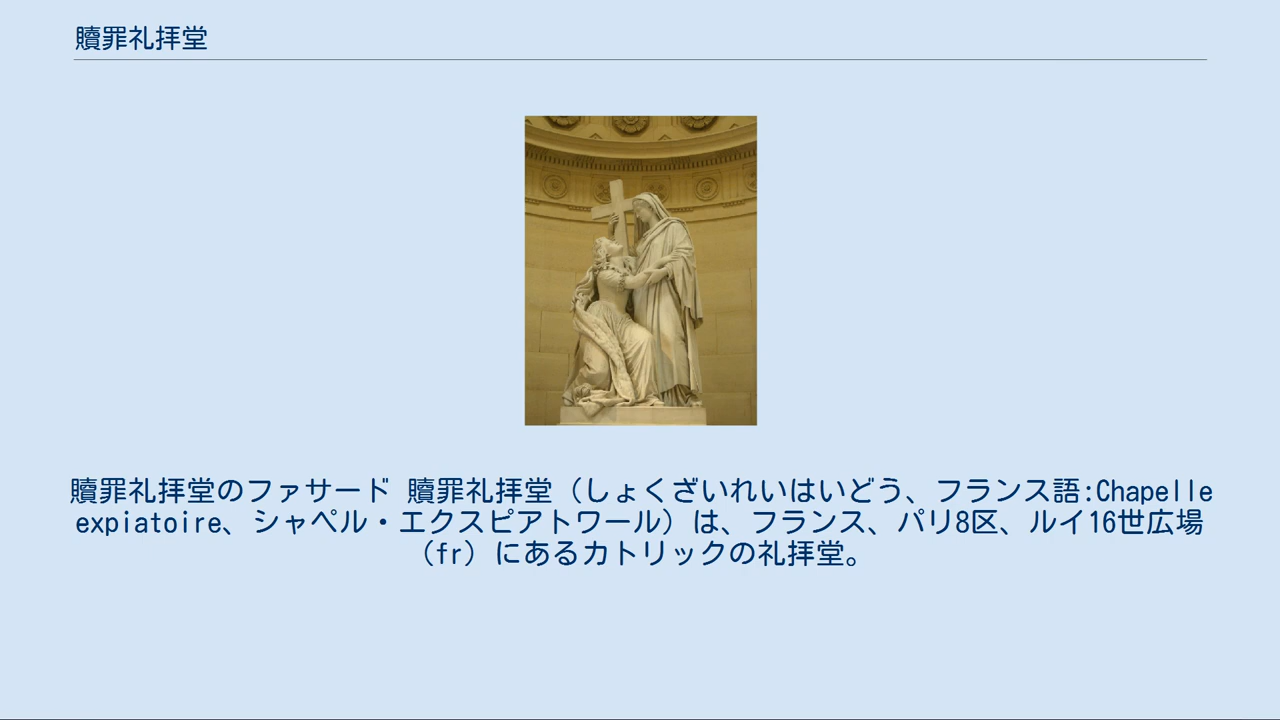 贖罪礼拝堂
贖罪礼拝堂のファサード 贖罪礼拝堂（しょくざいれいはいどう、フランス語:Chapelle
expiatoire、シャペル・エクスピアトワール）は、フランス、パリ8区、ルイ16世広場
（fr）にあるカトリックの礼拝堂。